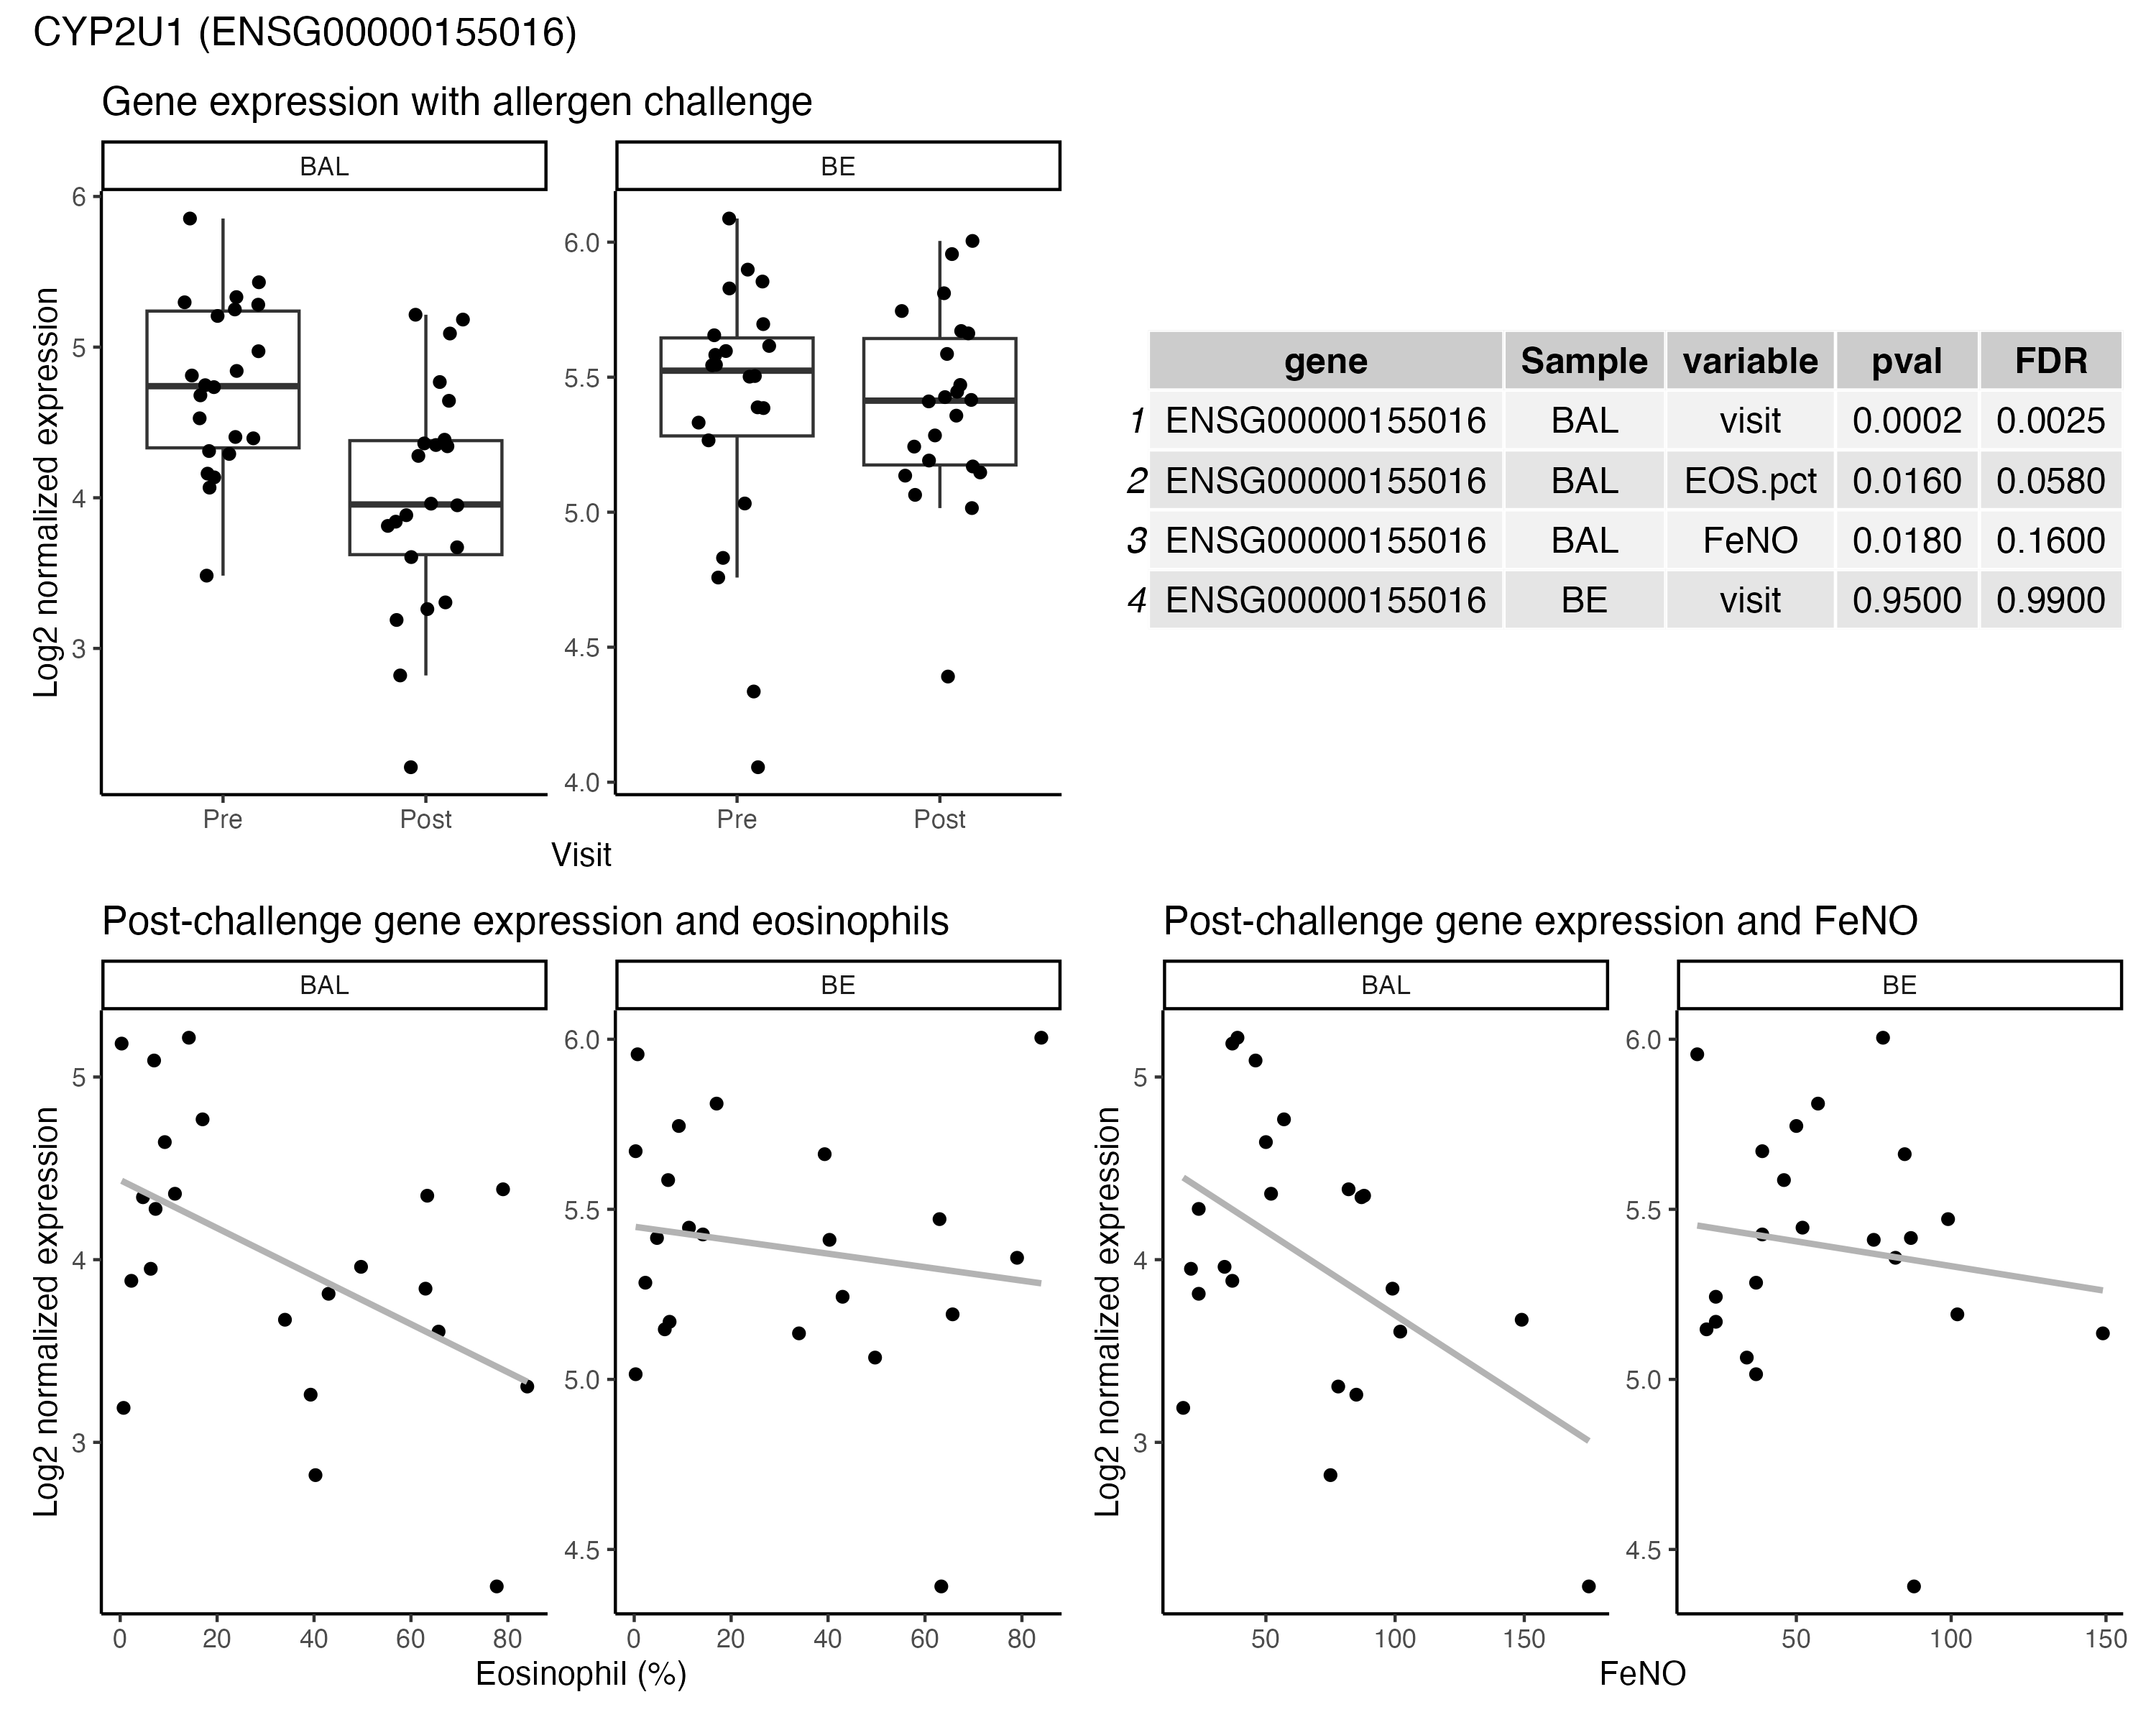 CYP2U1 (ENSG00000155016)
Gene expression with allergen challenge
BAL
BE
Log2 normalized expression
6
5
4
3
6.0
5.5
5.0
4.5
4.0
Pre
Post
Pre
Post
Visit
gene Sample variable pval FDR
1 ENSG00000155016 BAL visit 0.0002 0.0025
2 ENSG00000155016 BAL EOS.pct 0.0160 0.0580
3 ENSG00000155016 BAL FeNO 0.0180 0.1600
4 ENSG00000155016 BE visit 0.9500 0.9900
Post-challenge gene expression and eosinophils
BAL
BE
Log2 normalized expression
5
4
3
6.0
5.5
5.0
4.5
0 20 40 60 80
0 20 40 60 80
Eosinophil (%)
Post-challenge gene expression and FeNO
BAL
BE
Log2 normalized expression
5
4
3
6.0
5.5
5.0
4.5
50 100 150
50 100 150
FeNO